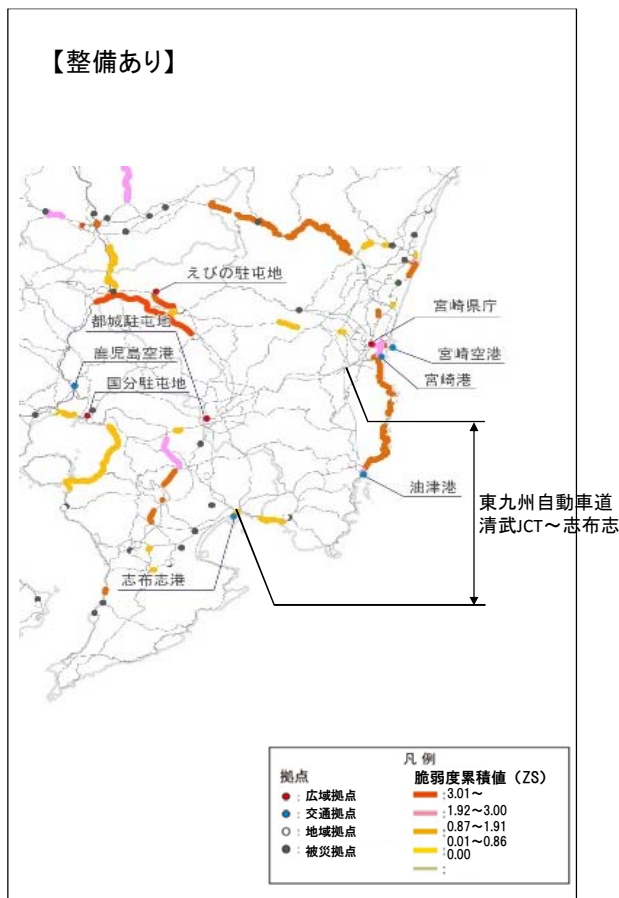 【整備あり】
えびの駐屯地
都城駐屯地
鹿児島空港
国分駐屯地
宮崎県庁
宮崎空港
宮崎港
油津港
東九州自動車道
清武JCT～志布志
志布志港
凡 例
拠点
脆弱度累積値（ZS）
：広域拠点
：交通拠点
：地域拠点
：被災拠点
：3.01～
：1.92～3.00
：0.87～1.91
：0.01～0.86
0.00
：